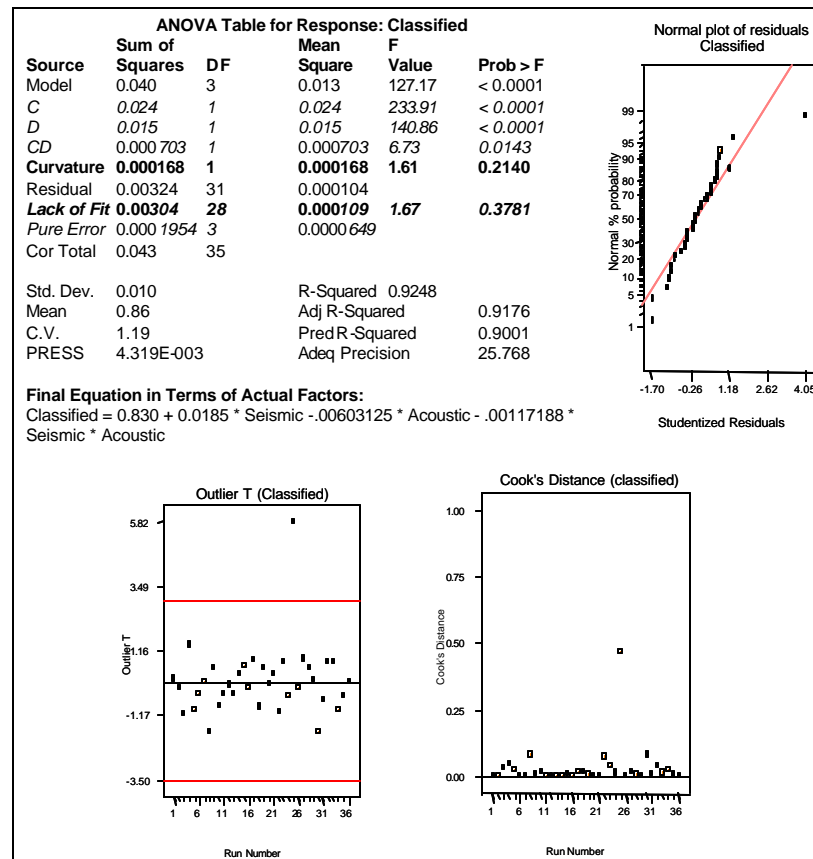 ANOVA Table for Response: Classified
Sum of Mean F
Source Squares DF Square Value Prob > F
Model 0.040 3 0.013 127.17 < 0.0001
C 0.024 1 0.024 233.91 < 0.0001
D 0.015 1 0.015 140.86 < 0.0001
CD 0.000703 1 0.000703 6.73 0.0143
Curvature 0.000168 1 0.000168 1.61 0.2140
Residual 0.00324 31 0.000104
Lack of Fit 0.00304 28 0.000109 1.67 0.3781
Pure Error 0.0001954 3 0.0000649
Cor Total 0.043 35
Std. Dev. 0.010 R-Squared 0.9248
Mean 0.86 Adj R-Squared 0.9176
C.V. 1.19 Pred R-Squared 0.9001
PRESS 4.319E-003 Adeq Precision 25.768
Final Equation in Terms of Actual Factors:
Classified = 0.830 + 0.0185 * Seismic -.00603125 * Acoustic - .00117188 *
Seismic * Acoustic
Normal plot of residuals
Classified
Normal % probability
99
95
90
80
70
50
30
20
10
5
1
-1.70 -0.26 1.18 2.62 4.05
Studentized Residuals
Outlier T (Classified)
Outlier T
5.82
3.49
1.16
-1.17
-3.50
1 6 11 16 21 26 31 36
Run Number
Cook's Distance (classified)
Cook's Distance
1.00
0.75
0.50
0.25
0.00
1 6 11 16 21 26 31 36
Run Number